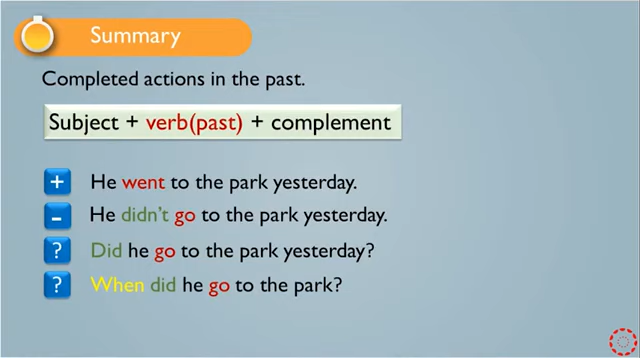 Summary
Completed actions in the past.
Subject + verb(past) + complement
+ He went to the park yesterday.
- He didn't go to the park yesterday.
? Did he go to the park yesterday?
? When did he go to the park?